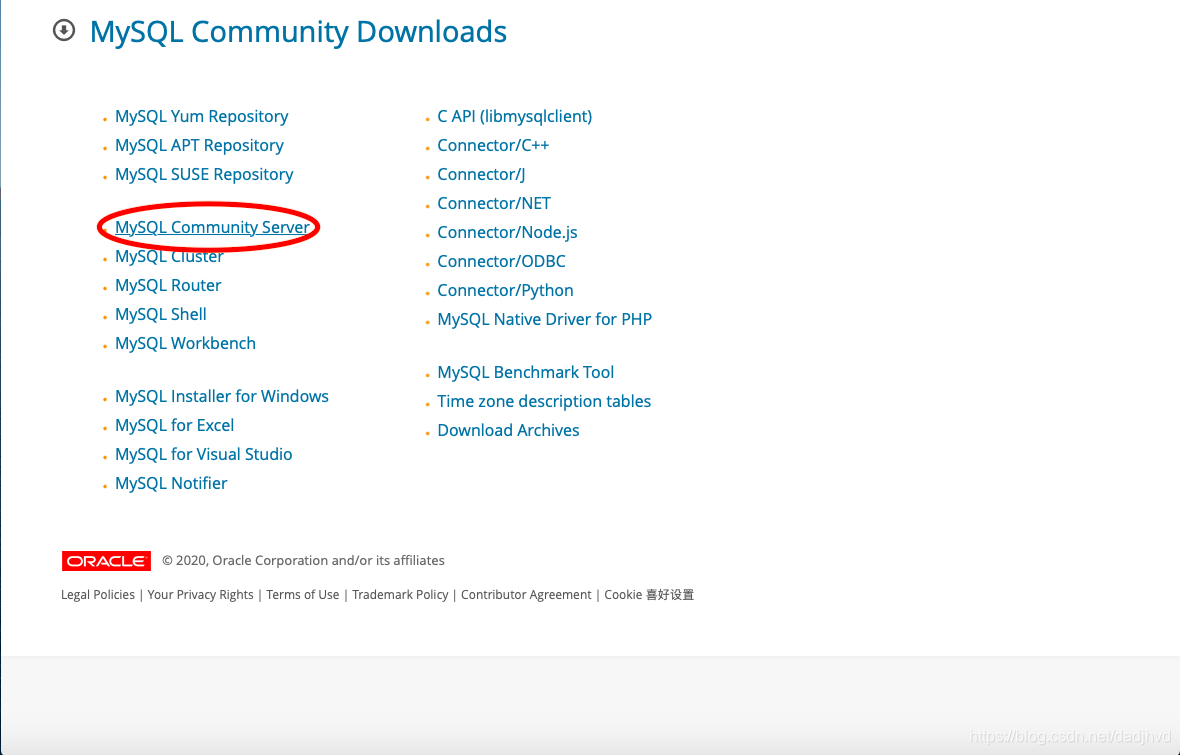 MySQL Community Downloads
MySQL Yum Repository
MySQL APT Repository
MySQL SUSE Repository
MySQL Community Server
MySQL Cluster
MySQL Router
MySQL Shell
MySQL Workbench
MySQL Installer for Windows
MySQL for Excel
MySQL for Visual Studio
MySQL Notifier
C API (libmysqlclient)
Connector/C++
Connector/J
Connector/NET
Connector/Node.js
Connector/ODBC
Connector/Python
MySQL Native Driver for PHP
MySQL Benchmark Tool
Time zone description tables
Download Archives
ORACLE © 2020, Oracle Corporation and/or its affiliates
Legal Policies | Your Privacy Rights | Terms of Use | Trademark Policy | Contributor Agreement | Cookie 喜好设置
https://blog.csdn.net/dadjhvd